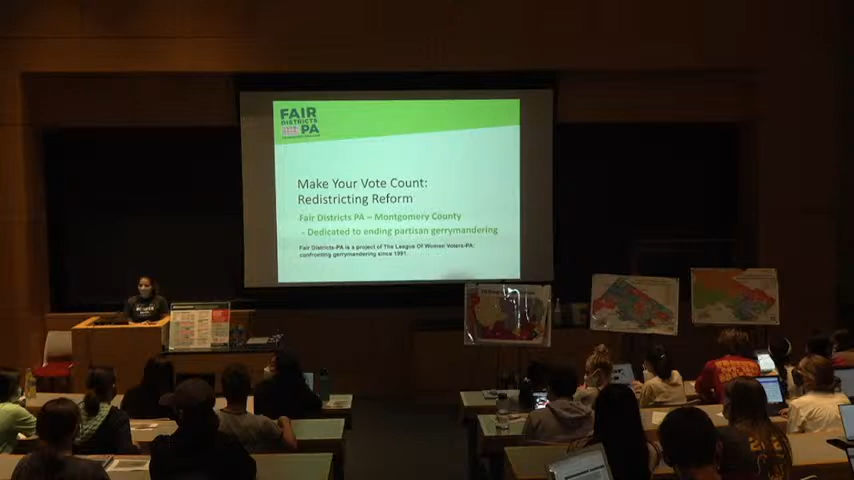 FAIR
DISTRICTS
PA
Make Your Vote Count:
Redistricting Reform
Fair Districts PA – Montgomery County
- Dedicated to ending partisan gerrymandering
Fair Districts-PA is a project of The League Of Women Voters-PA:
confronting gerrymandering since 1991.